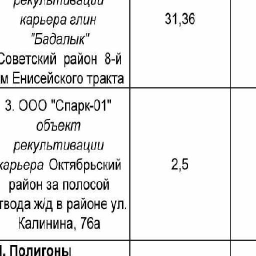 рекультивации
карьера глин
31,36
"Бадалык"
Советский район 8-й
м Енисейского тракта
3. ООО "Спарк-01"
объект
рекультивации
карьера Октябрьский
2,5
район за полосой
твода ж/д в районе ул.
Калинина, 76а
Полигоны